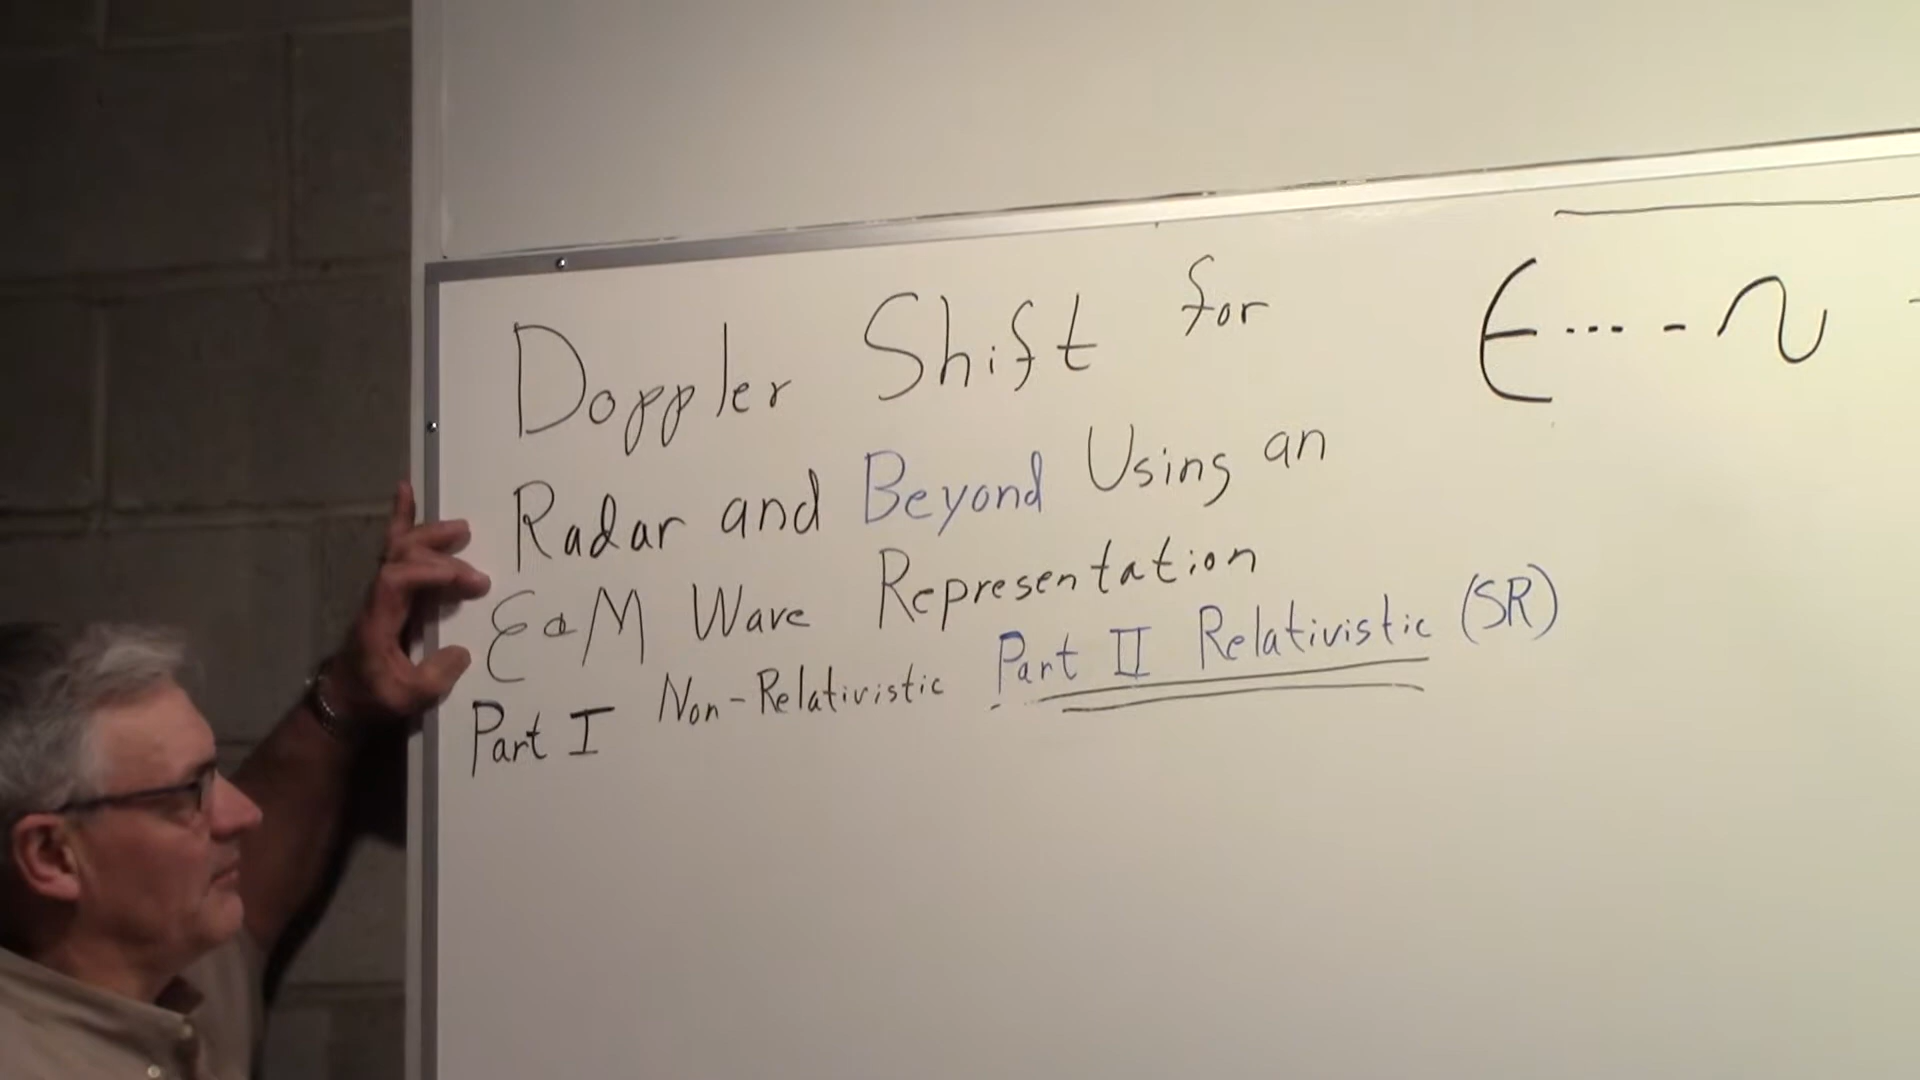 Doppler Shift for
Radar and Beyond Using an
E&M Wave Representation
Part I Non-Relativistic Part II Relativistic (SR)